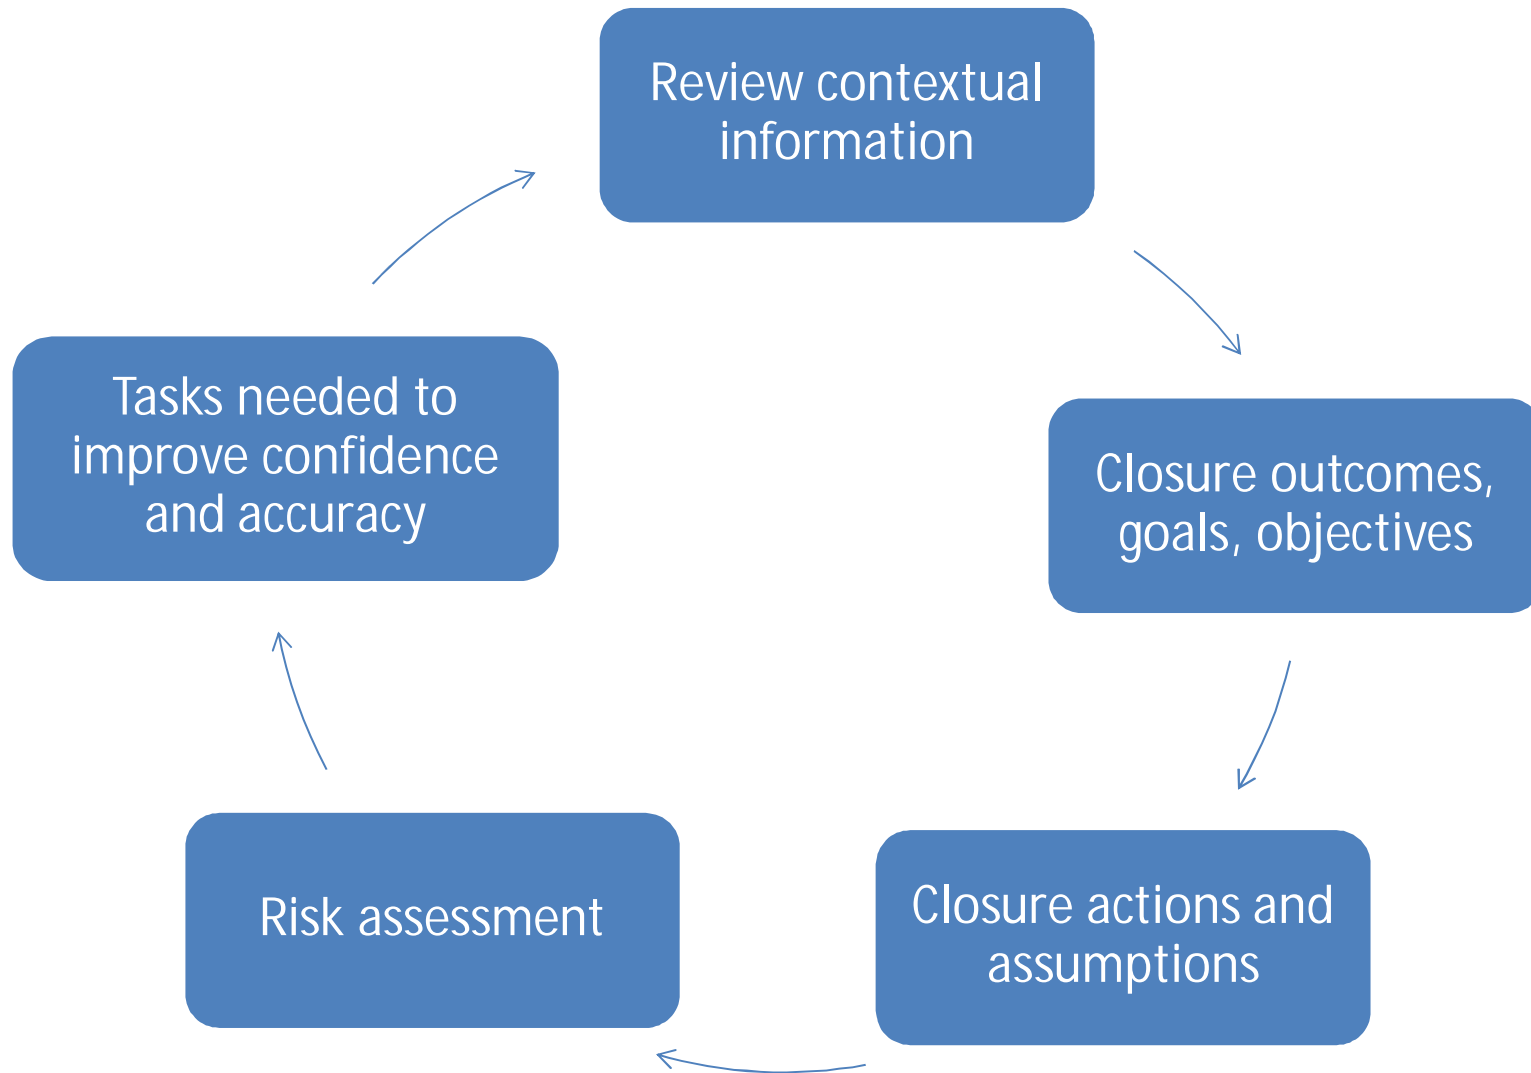 Review contextual
information
Closure outcomes,
goals, objectives
Closure actions and
assumptions
Risk assessment
Tasks needed to
improve confidence
and accuracy